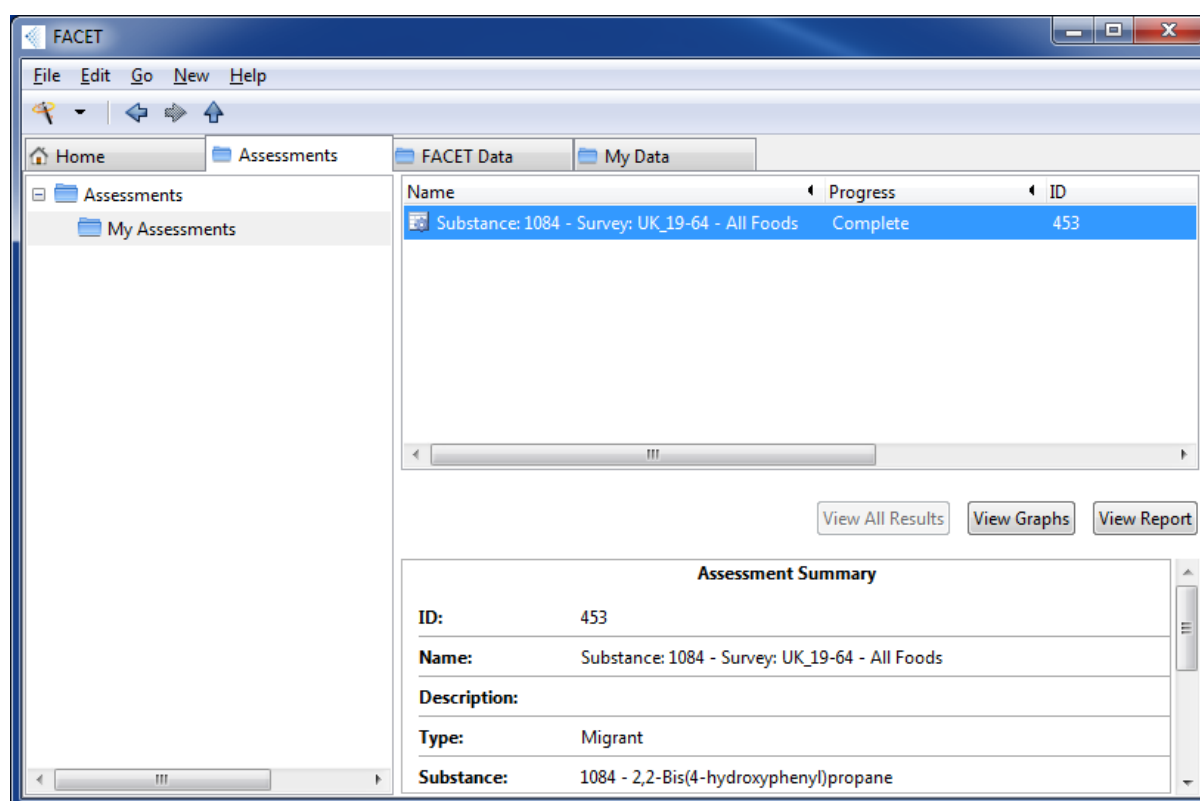 FACET
File Edit Go New Help
Home Assessments FACET Data My Data
Assessments
My Assessments
Name Progress ID
Substance: 1084 - Survey: UK_19-64 - All Foods Complete 453
View All Results View Graphs View Report
Assessment Summary
ID: 453
Name: Substance: 1084 - Survey: UK_19-64 - All Foods
Description:
Type: Migrant
Substance: 1084 - 2,2-Bis(4-hydroxyphenyl)propane